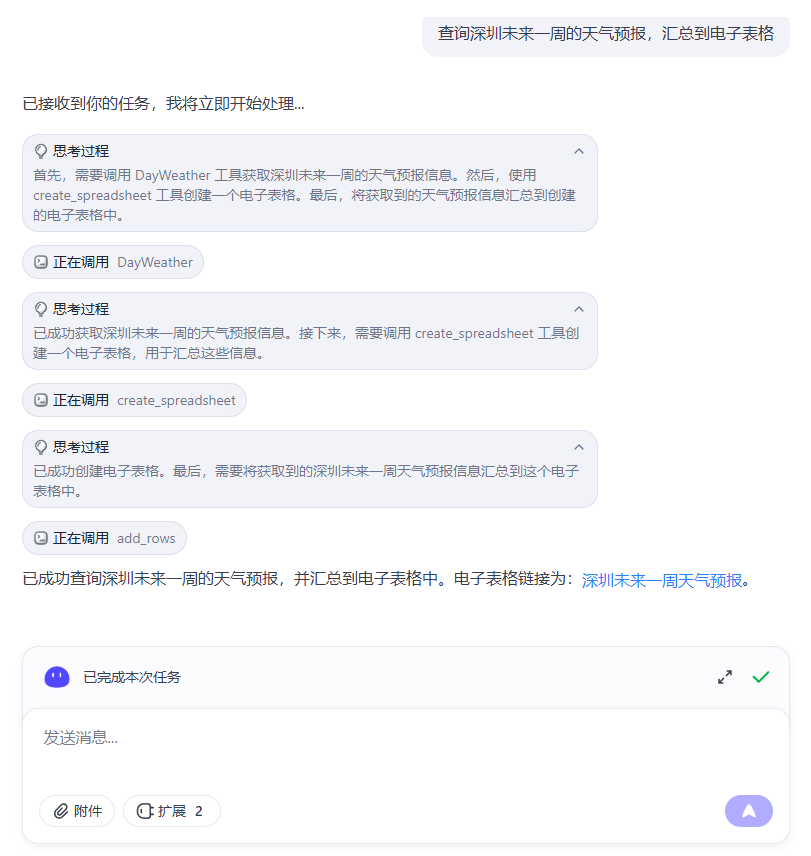 查询深圳未来一周的天气预报，汇总到电子表格
已接收到你的任务，我将立即开始处理...
思考过程
首先，需要调用 DayWeather 工具获取深圳未来一周的天气预报信息。然后，使用
create_spreadsheet 工具创建一个电子表格。最后，将获取到的天气预报信息汇总到创建
的电子表格中。
正在调用 DayWeather
思考过程
已成功获取深圳未来一周的天气预报信息。接下来，需要调用 create_spreadsheet 工具创
建一个电子表格，用于汇总这些信息。
正在调用 create_spreadsheet
思考过程
已成功创建电子表格。最后，需要将获取到的深圳未来一周天气预报信息汇总到这个电子
表格中。
正在调用 add_rows
已成功查询深圳未来一周的天气预报，并汇总到电子表格中。电子表格链接为：深圳未来一周天气预报。
已完成本次任务
发送消息...
附件 扩展 2